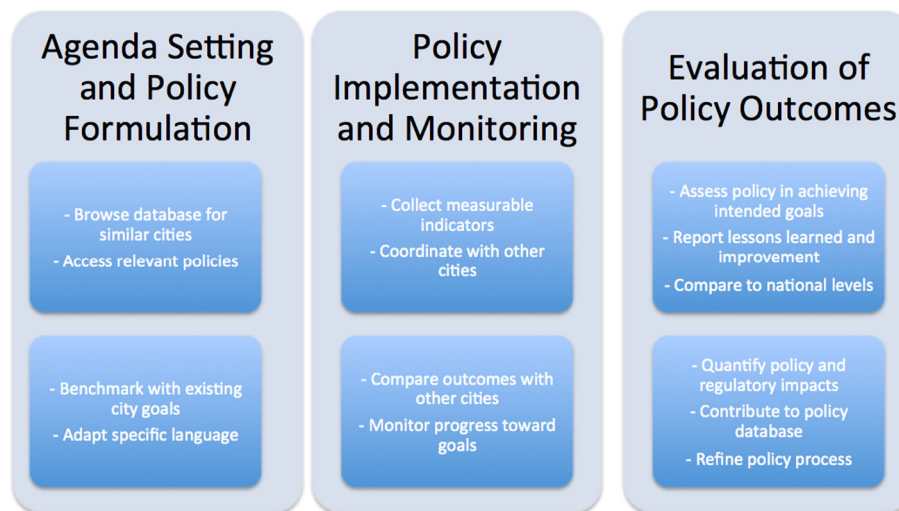 Agenda Setting
and Policy
Formulation
- Browse database for
similar cities
- Access relevant policies
- Benchmark with existing
city goals
- Adapt specific language
Policy
Implementation
and Monitoring
- Collect measurable
indicators
- Coordinate with other
cities
- Compare outcomes with
other cities
- Monitor progress toward
goals
Evaluation of
Policy Outcomes
- Assess policy in achieving
intended goals
- Report lessons learned and
improvement
- Compare to national levels
- Quantify policy and
regulatory impacts
- Contribute to policy
database
- Refine policy process